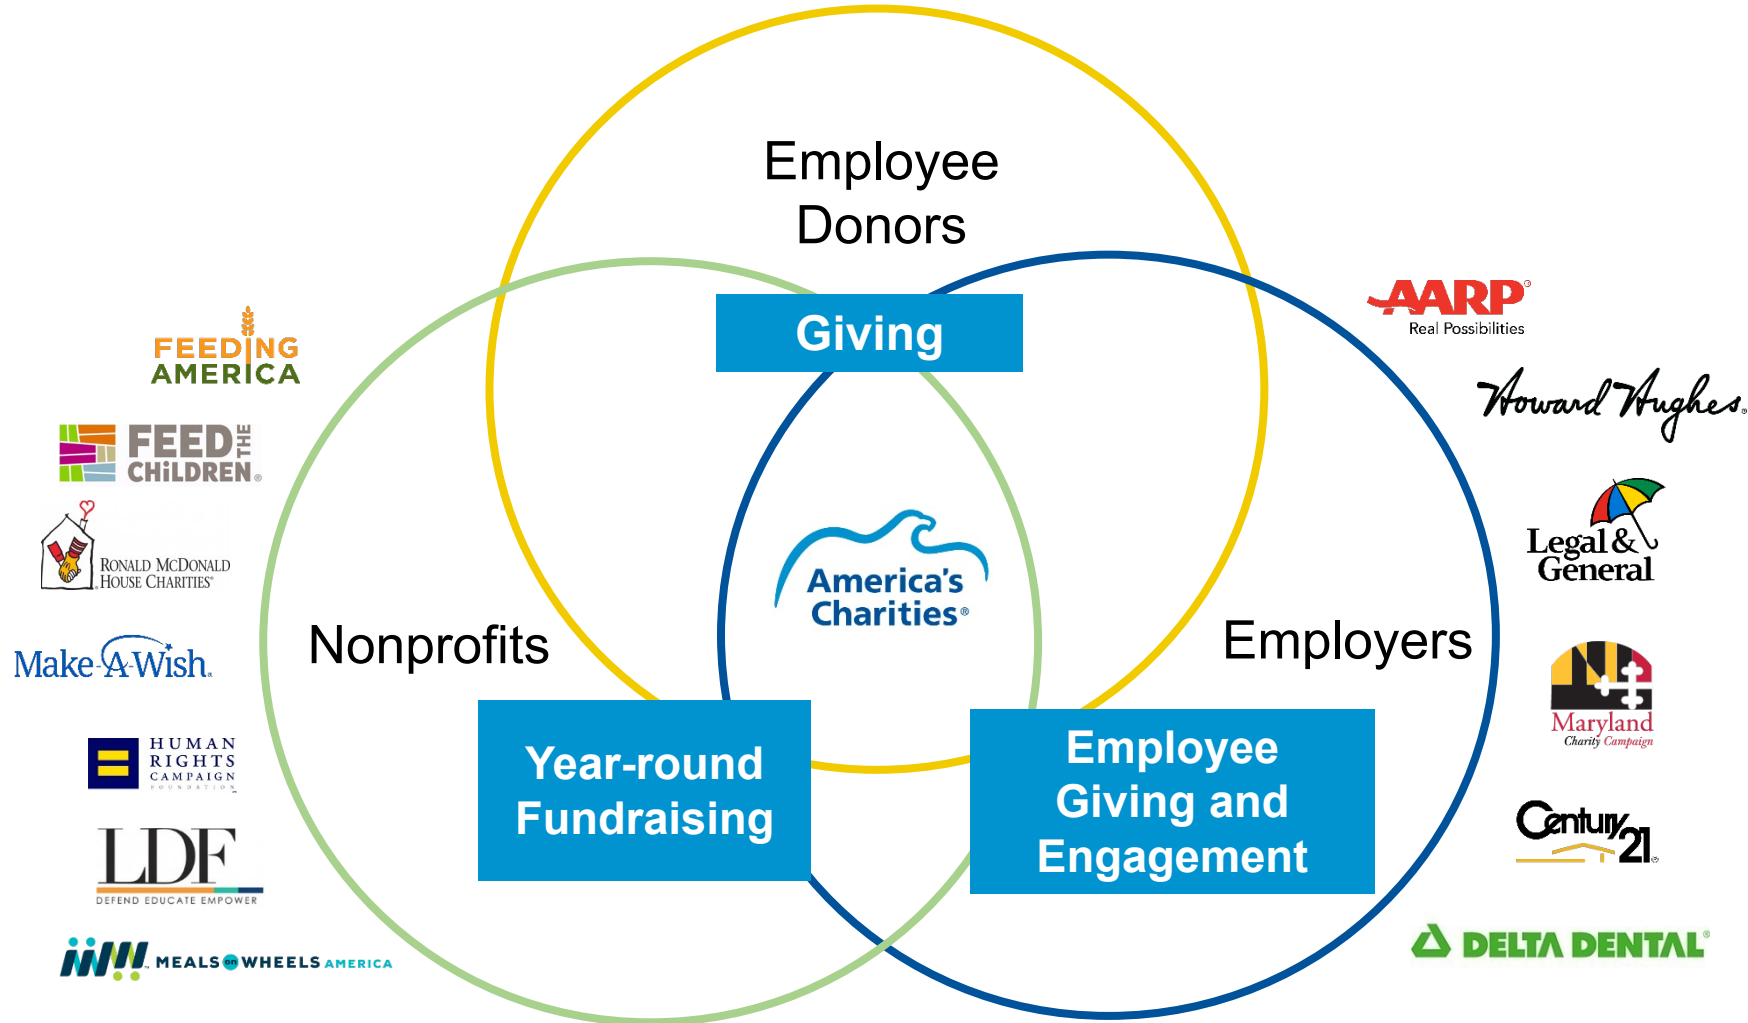 Employee
Donors
Giving
FEEDING
AMERICA
FEED THE
CHiLDREN®
RONALD MCDONALD
HOUSE CHARITIES®
Make-A-Wish®
HUMAN
RIGHTS
CAMPAIGN
FOUNDATION™
LDF
DEFEND EDUCATE EMPOWER
MEALS on WHEELS AMERICA
Nonprofits
America's
Charities®
Employers
Year-round
Fundraising
Employee
Giving and
Engagement
AARP®
Real Possibilities
Howard Hughes®
Legal &
General
Maryland
Charity Campaign
Century
21®
DELTA DENTAL®